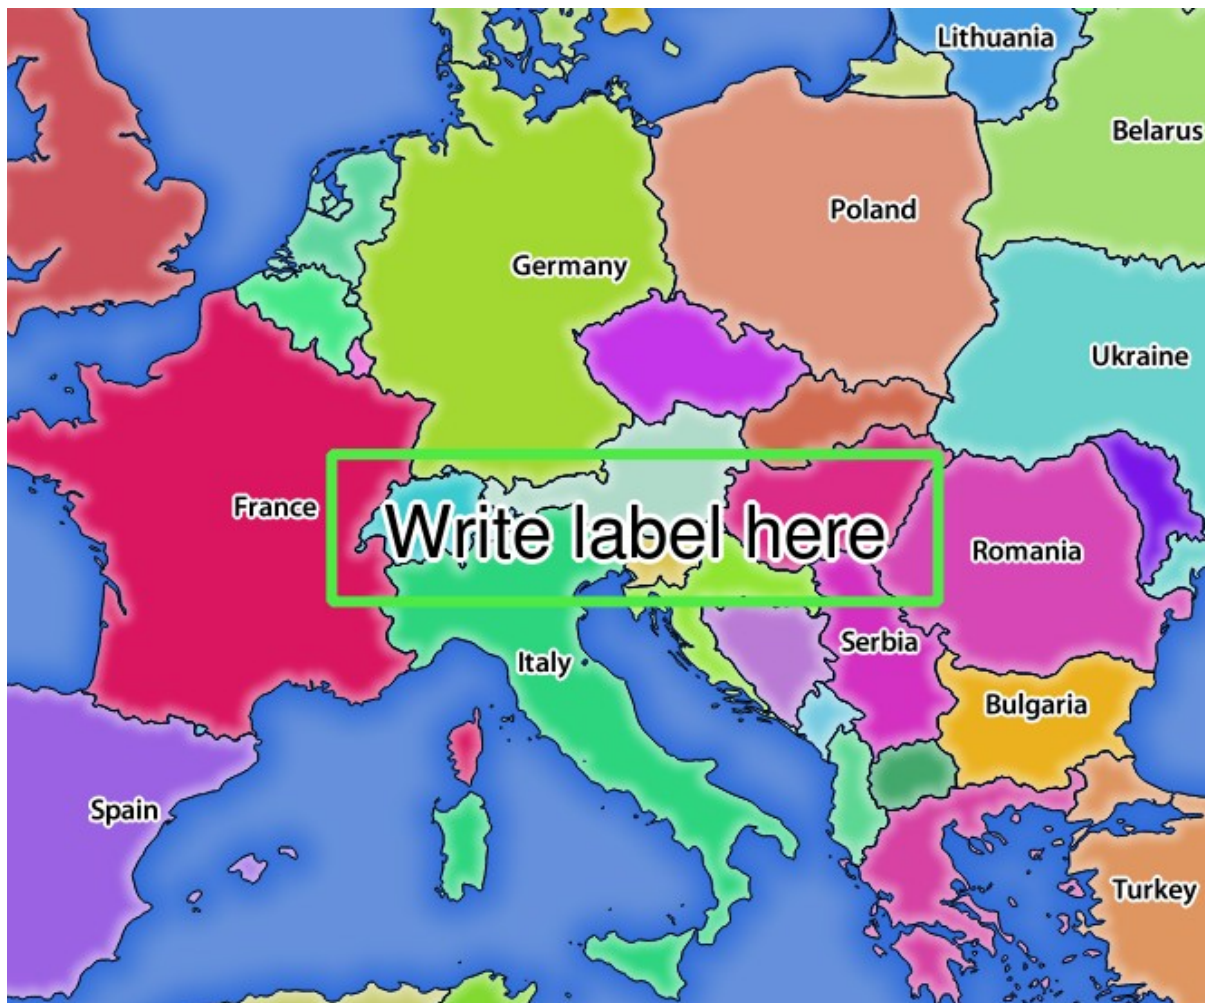 Lithuania
Belarus
Poland
Germany
Ukraine
France
Write label here
Romania
Serbia
Italy
Bulgaria
Spain
Turkey